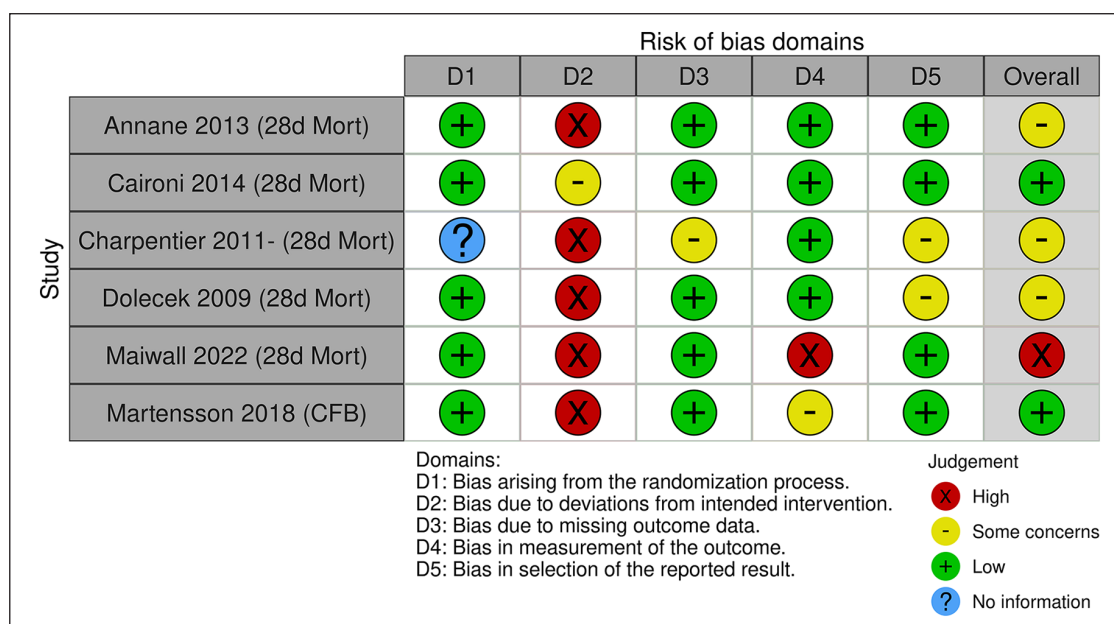 Risk of bias domains
D1 D2 D3 D4 D5 Overall
Study
Annane 2013 (28d Mort) + X + + + -
Caironi 2014 (28d Mort) + - + + + +
Charpentier 2011- (28d Mort) ? X - + - -
Dolecek 2009 (28d Mort) + X + + - -
Maiwall 2022 (28d Mort) + X + X + X
Martensson 2018 (CFB) + X + - + +
Domains:
D1: Bias arising from the randomization process.
D2: Bias due to deviations from intended intervention.
D3: Bias due to missing outcome data.
D4: Bias in measurement of the outcome.
D5: Bias in selection of the reported result.
Judgement
X High
- Some concerns
+ Low
? No information